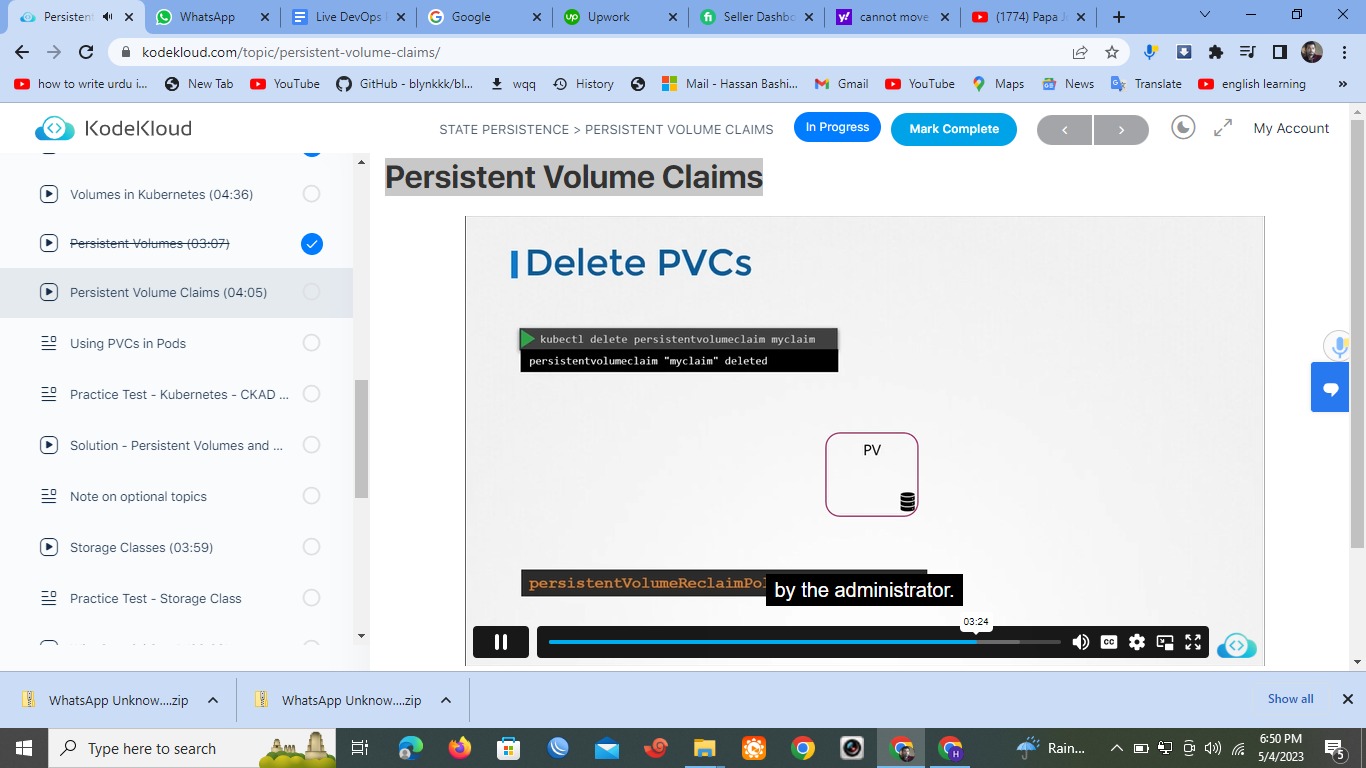 Persistent
WhatsApp
Live DevOps
Google
Upwork
Seller Dashbo
cannot move
(1774) Papa J
kodekloud.com/topic/persistent-volume-claims/
how to write urdu i...
New Tab
YouTube
GitHub - blynkkk/bl...
wqq
History
Mail - Hassan Bashi...
Gmail
YouTube
Maps
News
Translate
english learning
»
KodeKloud
STATE PERSISTENCE > PERSISTENT VOLUME CLAIMS
In Progress
Mark Complete
My Account
Volumes in Kubernetes (04:36)
Persistent Volumes (03:07)
Persistent Volume Claims (04:05)
Using PVCs in Pods
Practice Test - Kubernetes - CKAD ...
Solution - Persistent Volumes and ...
Note on optional topics
Storage Classes (03:59)
Practice Test - Storage Class
Persistent Volume Claims
Delete PVCs
kubectl delete persistentvolumeclaim myclaim
persistentvolumeclaim "myclaim" deleted
PV
persistentVolumeReclaimPol
by the administrator.
03:24
CC
WhatsApp Unknow....zip
WhatsApp Unknow....zip
Show all
Type here to search
H
Rain...
6:50 PM
5/4/2023
5